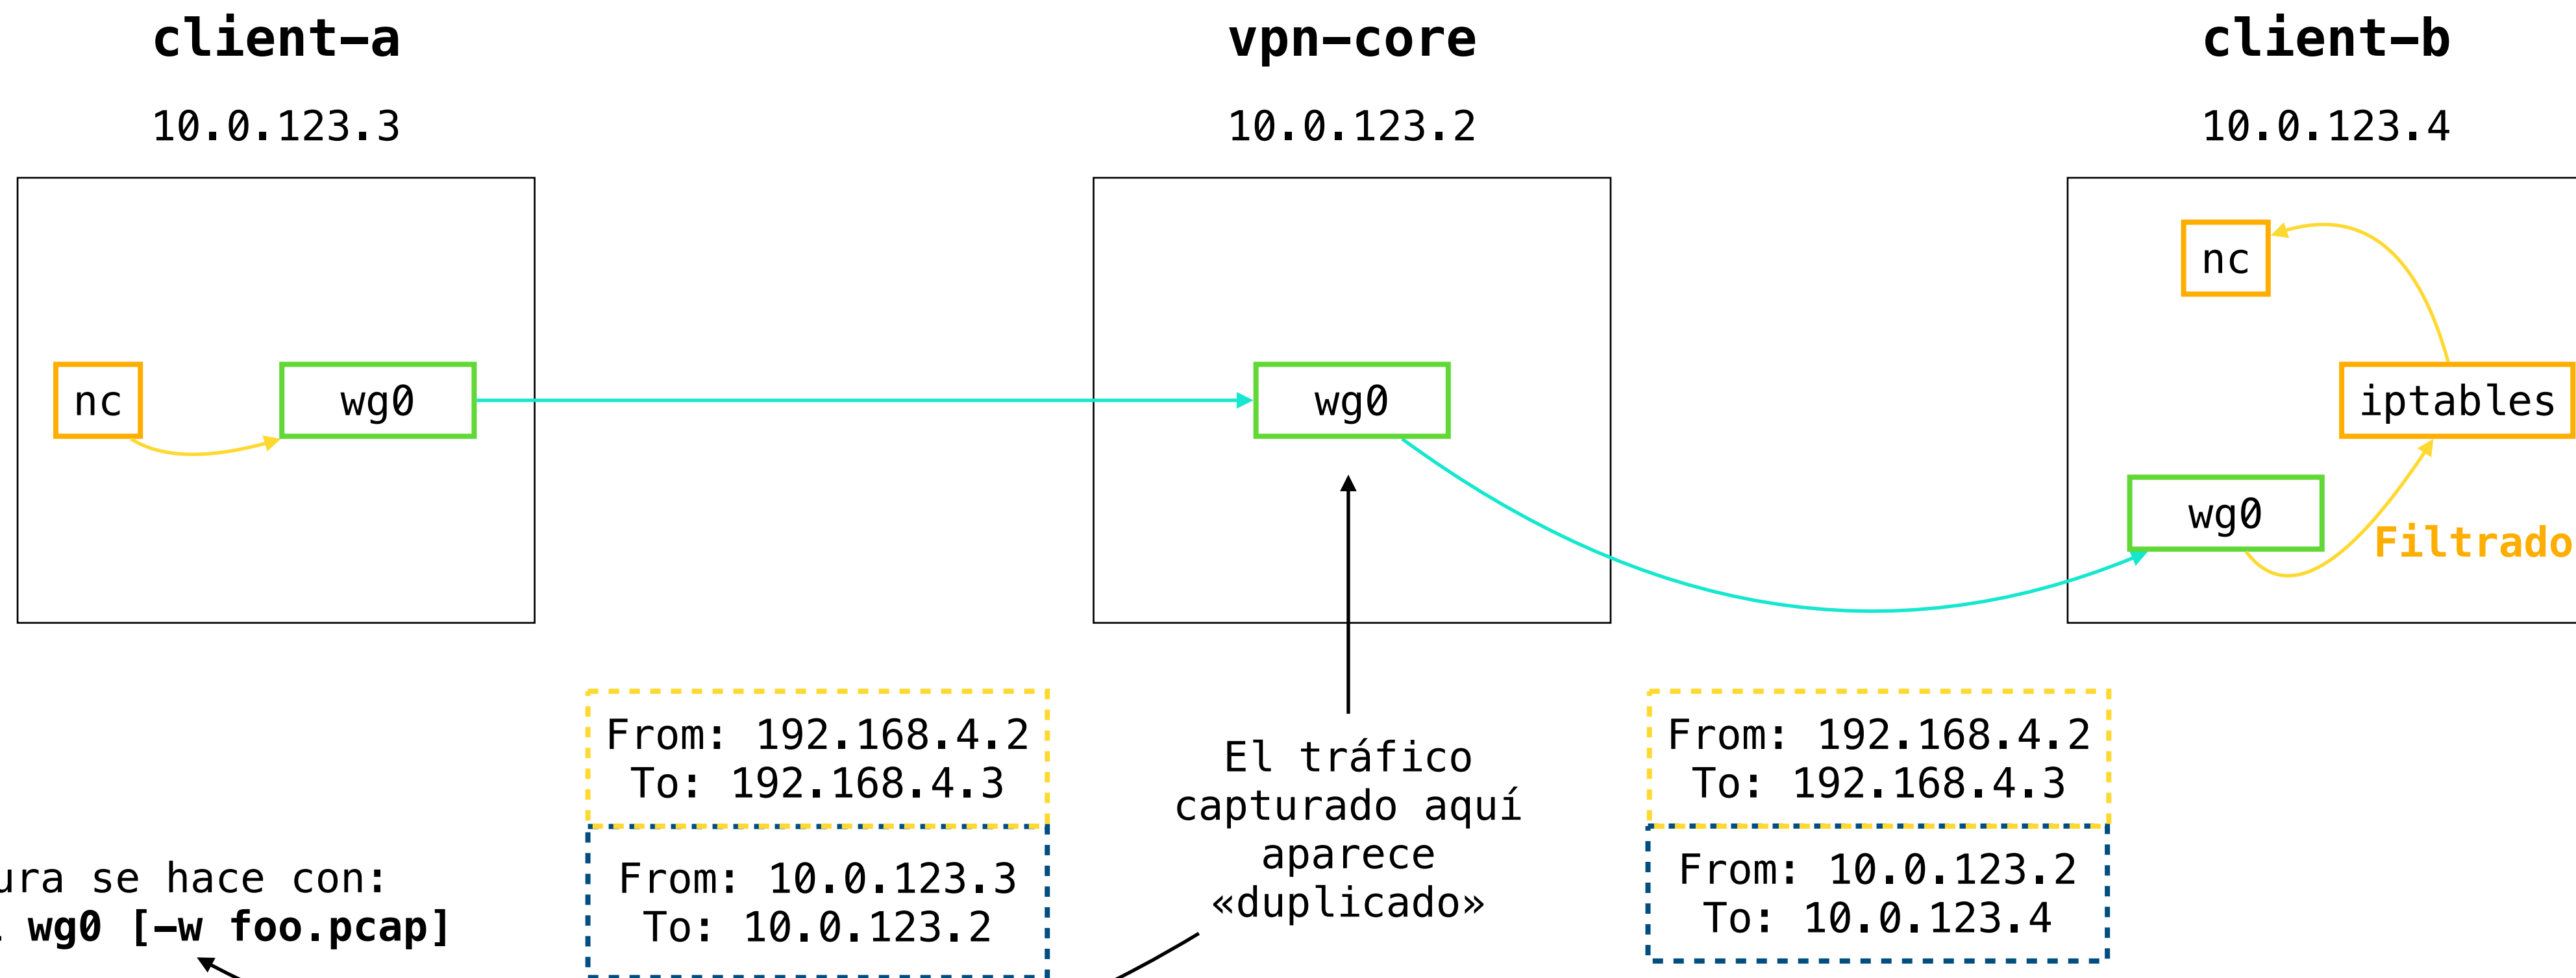 client-a
10.0.123.3
nc
wg0
vpn-core
10.0.123.2
wg0
client-b
10.0.123.4
nc
iptables
wg0
Filtrado
From: 192.168.4.2
To: 192.168.4.3
From: 10.0.123.3
To: 10.0.123.2
El tráfico
capturado aquí
aparece
«duplicado»
From: 192.168.4.2
To: 192.168.4.3
From: 10.0.123.2
To: 10.0.123.4
se hace con:
wg0 [-w foo.pcap]